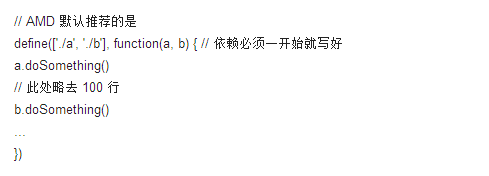 // AMD 默认推荐的是
define(['./a', './b'], function(a, b) { // 依赖必须一开始就写好
a.doSomething()
// 此处略去 100 行
b.doSomething()
...
})